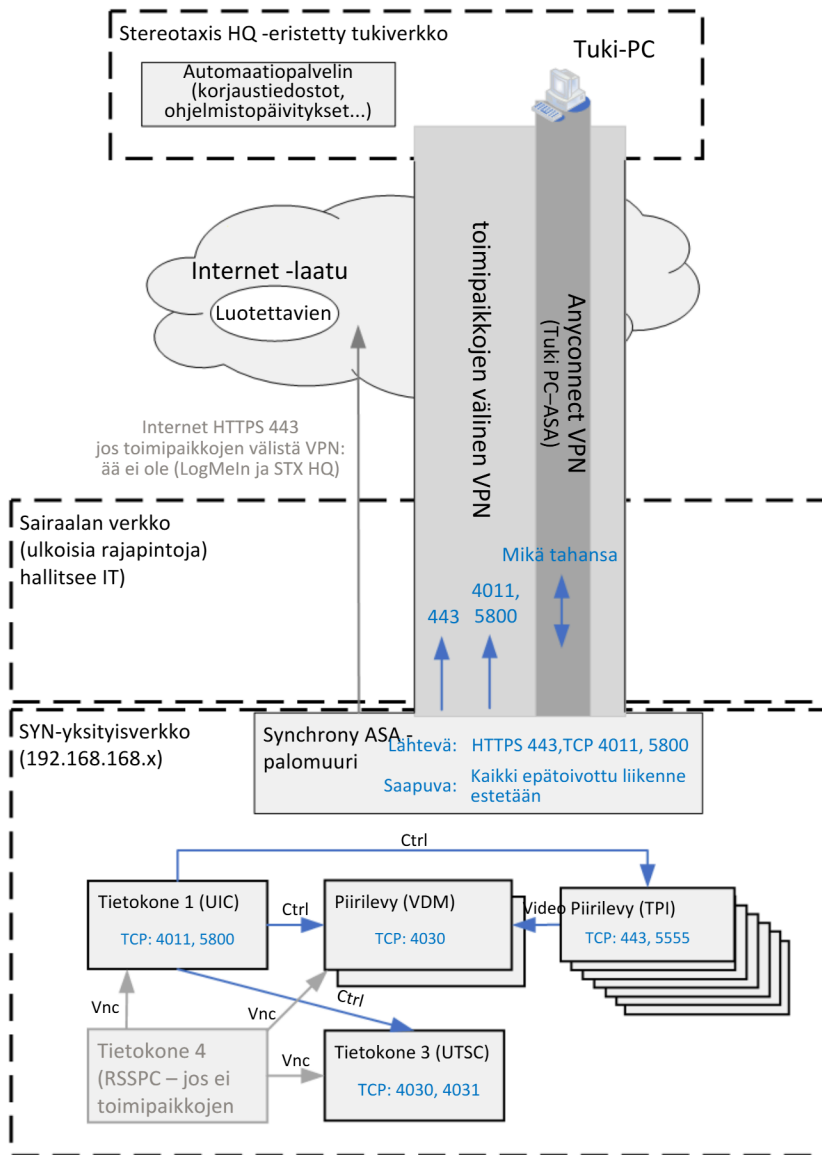 Stereotaxis HQ -eristetty tukiverkko
Tuki-PC
Automaatiopalvelin
(korjaustiedostot,
ohjelmistopäivitykset...)
Internet -laatu
Luotettavien
toimipaikkojen välinen VPN
Anyconnect VPN
(Tuki PC–ASA)
Internet HTTPS 443
jos toimipaikkojen välistä VPN:
ää ei ole (LogMeIn ja STX HQ)
Sairaalan verkko
(ulkoisia rajapintoja)
hallitsee IT)
Mikä tahansa
443
4011,
5800
SYN-yksityisverkko
(192.168.168.x)
Synchrony ASA -
palomuuri
Lähtevä: HTTPS 443,TCP 4011, 5800
Saapuva: Kaikki epätoivottu liikenne
estetään
Ctrl
Tietokone 1 (UIC)
TCP: 4011, 5800
Ctrl
Piirilevy (VDM)
TCP: 4030
Video
Piirilevy (TPI)
TCP: 443, 5555
Vnc
Vnc
Ctrl
Tietokone 4
(RSSPC – jos ei
toimipaikkojen
Vnc
Tietokone 3 (UTSC)
TCP: 4030, 4031